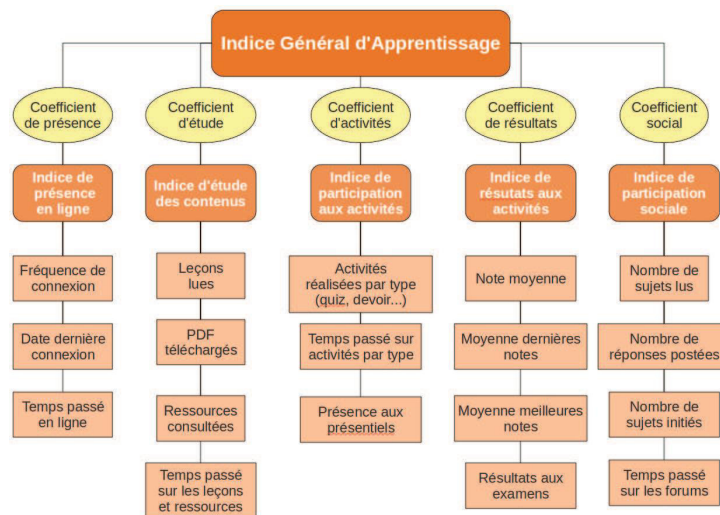 Indice Général d'Apprentissage
Coefficient
de présence
Coefficient
d'étude
Coefficient
d'activités
Coefficient
de résultats
Coefficient
social
Indice de
présence
en ligne
Indice d'étude
des contenus
Indice de
participation
aux activités
Indice de
résutats aux
activités
Indice de
participation
sociale
Fréquence de
connexion
Date dernière
connexion
Temps passé
en ligne
Leçons
lues
PDF
téléchargés
Ressources
consultées
Temps passé
sur les leçons
et ressources
Activités
réalisées par type
(quiz, devoir...)
Temps passé sur
activités par type
Présence aux
présentiels
Note moyenne
Moyenne dernières
notes
Moyenne meilleures
notes
Résultats aux
examens
Nombre de
sujets lus
Nombre de
réponses postées
Nombre de
sujets initiés
Temps passé
sur les forums